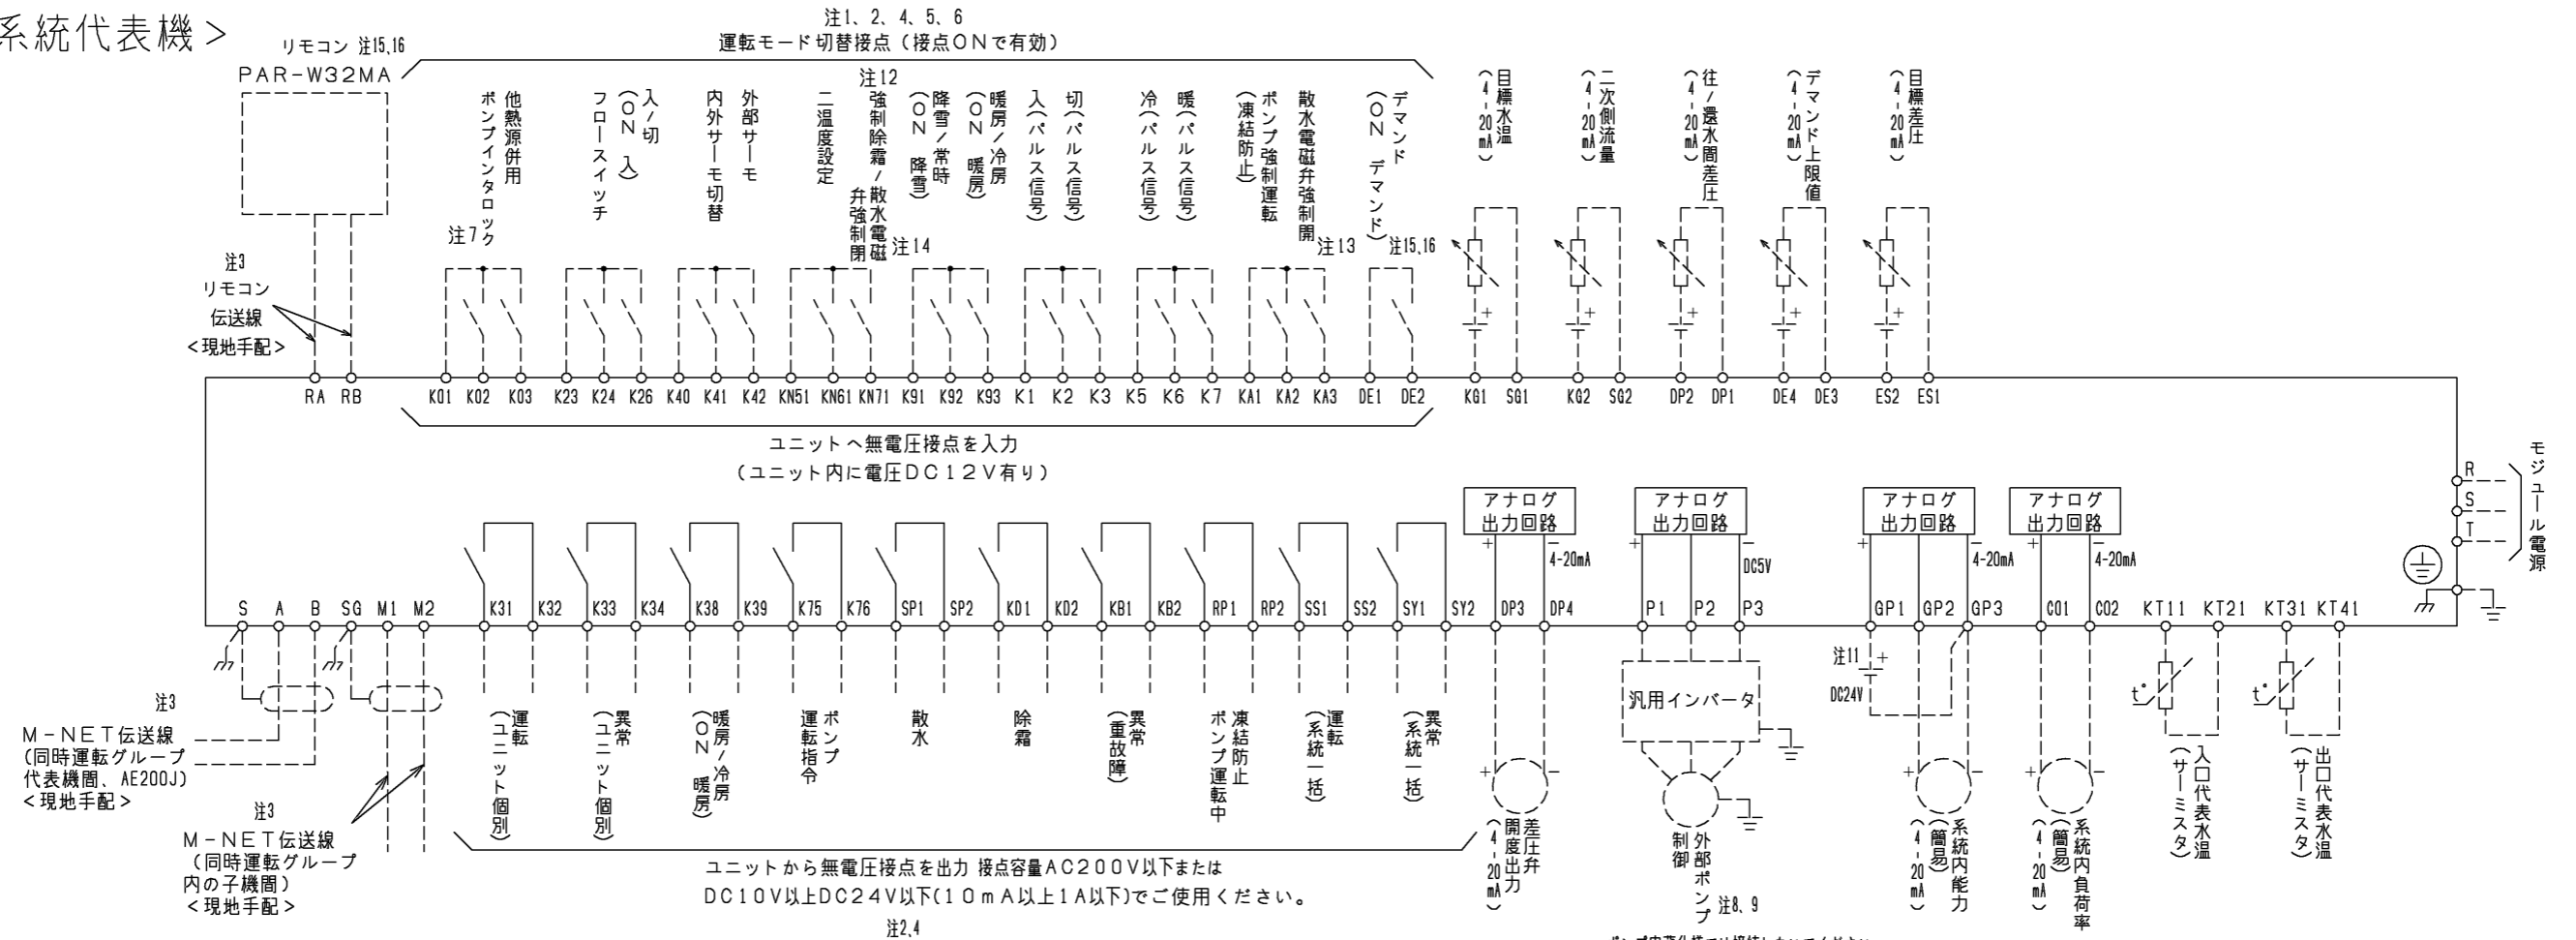 系統代表機>
注1、2、4、5、6
運転モード切替接点(接点ONで有効)
リモコン 注15,16
PAR-W32MA
注3
リモコン
伝送線
<現地手配>
他熱源併用
ポンプインタロック
注7
入/切
(ON 入)
フロースイッチ
外部サーモ
内外サーモ切替
注12
強制除霜/散水電磁
弁強制閉
二温度設定
注14
暖房/冷房
(ON 暖房)
降雪/常時
(ON 降雪)
切(パルス信号)
入(パルス信号)
暖(パルス信号)
冷(パルス信号)
散水電磁弁強制開
ポンプ強制運転
(凍結防止)
注13
デマンド
(ON デマンド)
注15,16
目標水温
(4-20mA)
二次側流量
(4-20mA)
往/還水間差圧
(4-20mA)
デマンド上限値
(4-20mA)
目標差圧
(4-20mA)
RA RB K01 K02 K03 K23 K24 K26 K40 K41 K42 KN51 KN61 KN71 K91 K92 K93 K1 K2 K3 K5 K6 K7 KA1 KA2 KA3 DE1 DE2 KG1 SG1 KG2 SG2 DP2 DP1 DE4 DE3 ES2 ES1
ユニットへ無電圧接点を入力
(ユニット内に電圧DC12V有り)
R
S
T
モジュール電源
アナログ
出力回路
+ − 4-20mA
アナログ
出力回路
+ − DC5V
アナログ
出力回路
+ − 4-20mA
アナログ
出力回路
+ − 4-20mA
S A B SG M1 M2 K31 K32 K33 K34 K38 K39 K75 K76 SP1 SP2 KD1 KD2 KB1 KB2 RP1 RP2 SS1 SS2 SY1 SY2 DP3 DP4 P1 P2 P3 GP1 GP2 GP3 CO1 CO2 KT11 KT21 KT31 KT41
注3
M-NET伝送線
(同時運転グループ
代表機間、AE200J)
<現地手配>
注3
M-NET伝送線
(同時運転グループ
内の子機間)
<現地手配>
運転
(ユニット個別)
異常
(ユニット個別)
暖房/冷房
(ON 暖房)
ポンプ
運転指令
散水
除霜
異常
(重故障)
凍結防止
ポンプ運転中
運転
(系統一括)
異常
(系統一括)
差圧弁
開度出力
(4-20mA)
汎用インバータ
外部ポンプ
制御
注8、9
注11
DC24V
系統内能力
(簡易)
(4-20mA)
系統内負荷率
(簡易)
(4-20mA)
t°
入口代表水温
(サーミスタ)
t°
出口代表水温
(サーミスタ)
ユニットから無電圧接点を出力 接点容量AC200V以下または
DC10V以上DC24V以下(10mA以上1A以下)でご使用ください。
注2,4